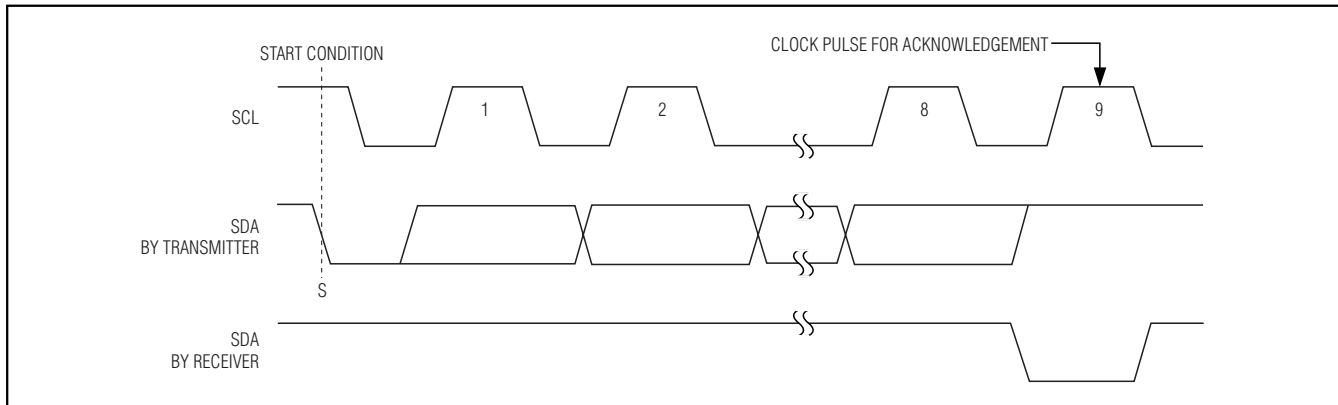 START CONDITION
CLOCK PULSE FOR ACKNOWLEDGEMENT
SCL
1
2
8
9
SDA
BY TRANSMITTER
S
SDA
BY RECEIVER